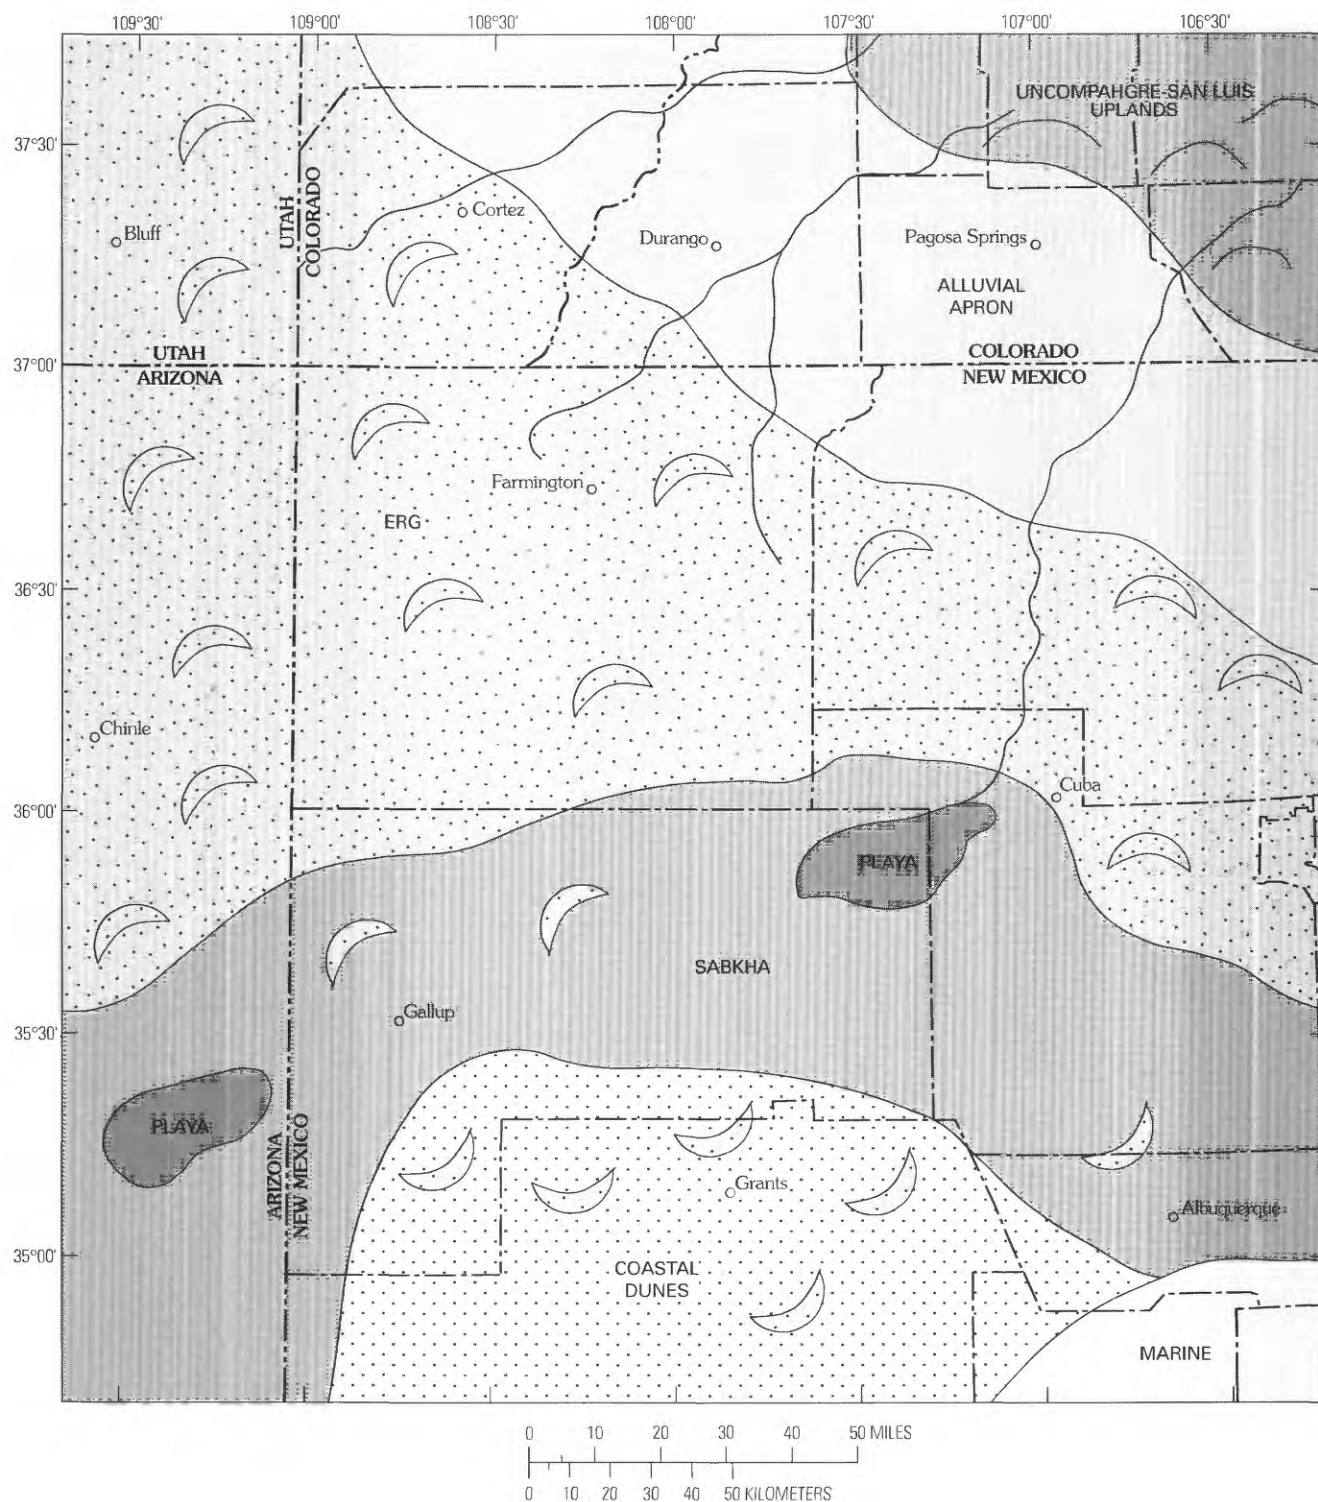 109°30' 109°00' 108°30' 108°00' 107°30' 107°00' 106°30'
UNCOMPAHGRE-SAN LUIS
UPLANDS
37°30'
UTAH
COLORADO
Cortez
Bluff
Durango
Pagosa Springs
ALLUVIAL
APRON
UTAH
ARIZONA
COLORADO
NEW MEXICO
37°00'
Farmington
ERG
36°30'
Chinle
Cuba
36°00'
PLAYA
SABKHA
Gallup
35°30'
PLAYA
ARIZONA
NEW MEXICO
Grants
Albuquerque
35°00'
COASTAL
DUNES
MARINE
0 10 20 30 40 50 MILES
0 10 20 30 40 50 KILOMETERS